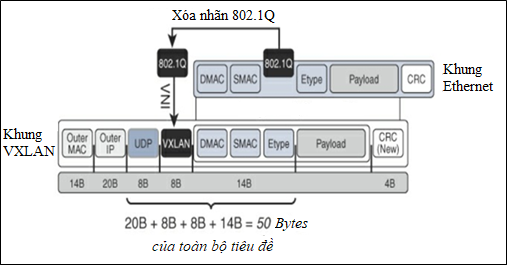 Xóa nhãn 802.1Q
802.1Q
802.1Q
DMAC SMAC Etype Payload CRC
Khung Ethernet
VNI
Khung VXLAN
Outer MAC Outer IP UDP VXLAN DMAC SMAC Etype Payload CRC (New)
14B 20B 8B 8B 14B 4B
20B + 8B + 8B + 14B = 50 Bytes
của toàn bộ tiêu đề